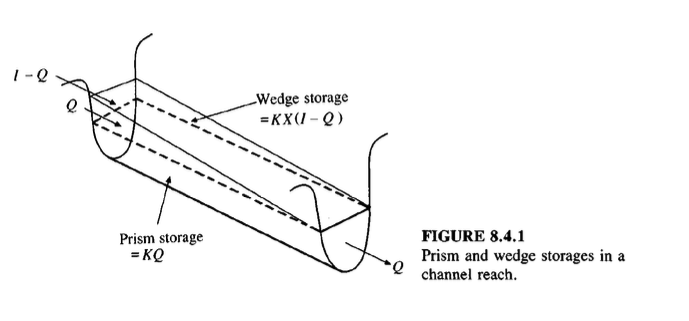 I – Q
Q
Wedge storage
= KX(I – Q)
Prism storage
= KQ
Q
FIGURE 8.4.1
Prism and wedge storages in a
channel reach.